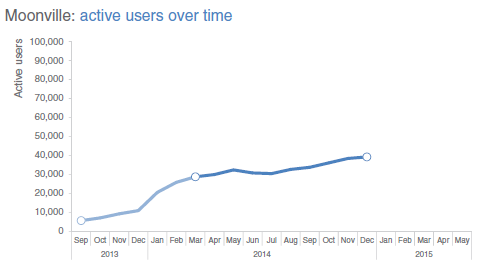 Moonville: active users over time
Active users
100,000
90,000
80,000
70,000
60,000
50,000
40,000
30,000
20,000
10,000
0
Sep Oct Nov Dec Jan Feb Mar Apr May Jun Jul Aug Sep Oct Nov Dec Jan Feb Mar Apr May
2013 2014 2015